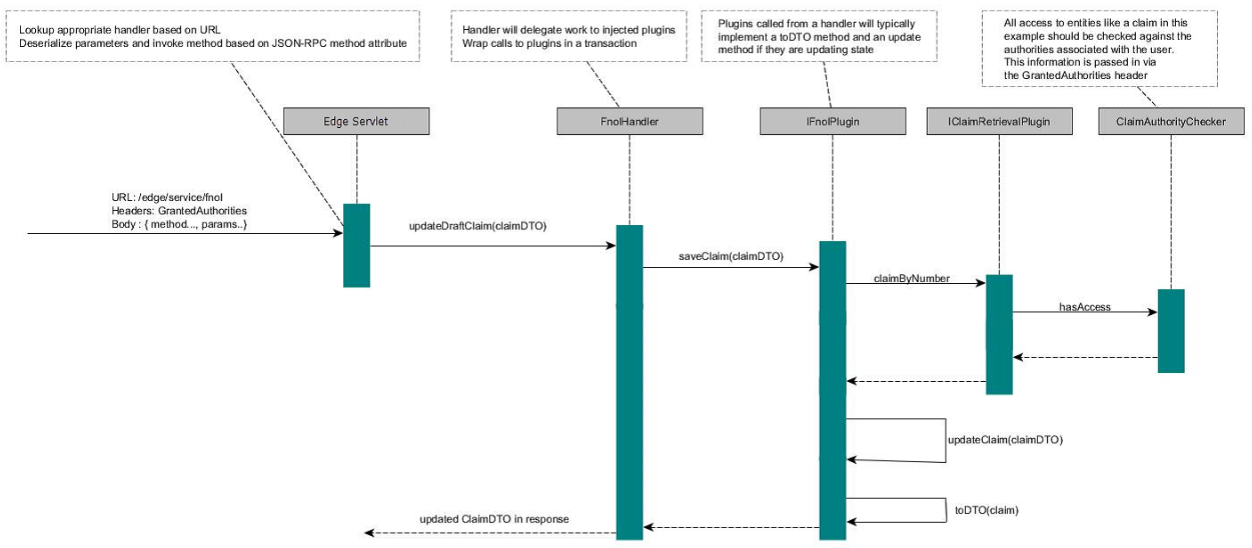 Lookup appropriate handler based on URL
Deserialize parameters and invoke method based on JSON-RPC method attribute
Handler will delegate work to injected plugins
Wrap calls to plugins in a transaction
Plugins called from a handler will typically
implement a toDTO method and an update
method if they are updating state
All access to entities like a claim in this
example should be checked against the
authorities associated with the user.
This information is passed in via
the GrantedAuthorities header
Edge Servlet
FnolHandler
IFnolPlugin
IClaimRetrievalPlugin
ClaimAuthorityChecker
URL: /edge/service/fnol
Headers: GrantedAuthorities
Body : { method..., params..}
updateDraftClaim(claimDTO)
saveClaim(claimDTO)
claimByNumber
hasAccess
updateClaim(claimDTO)
toDTO(claim)
updated ClaimDTO in response